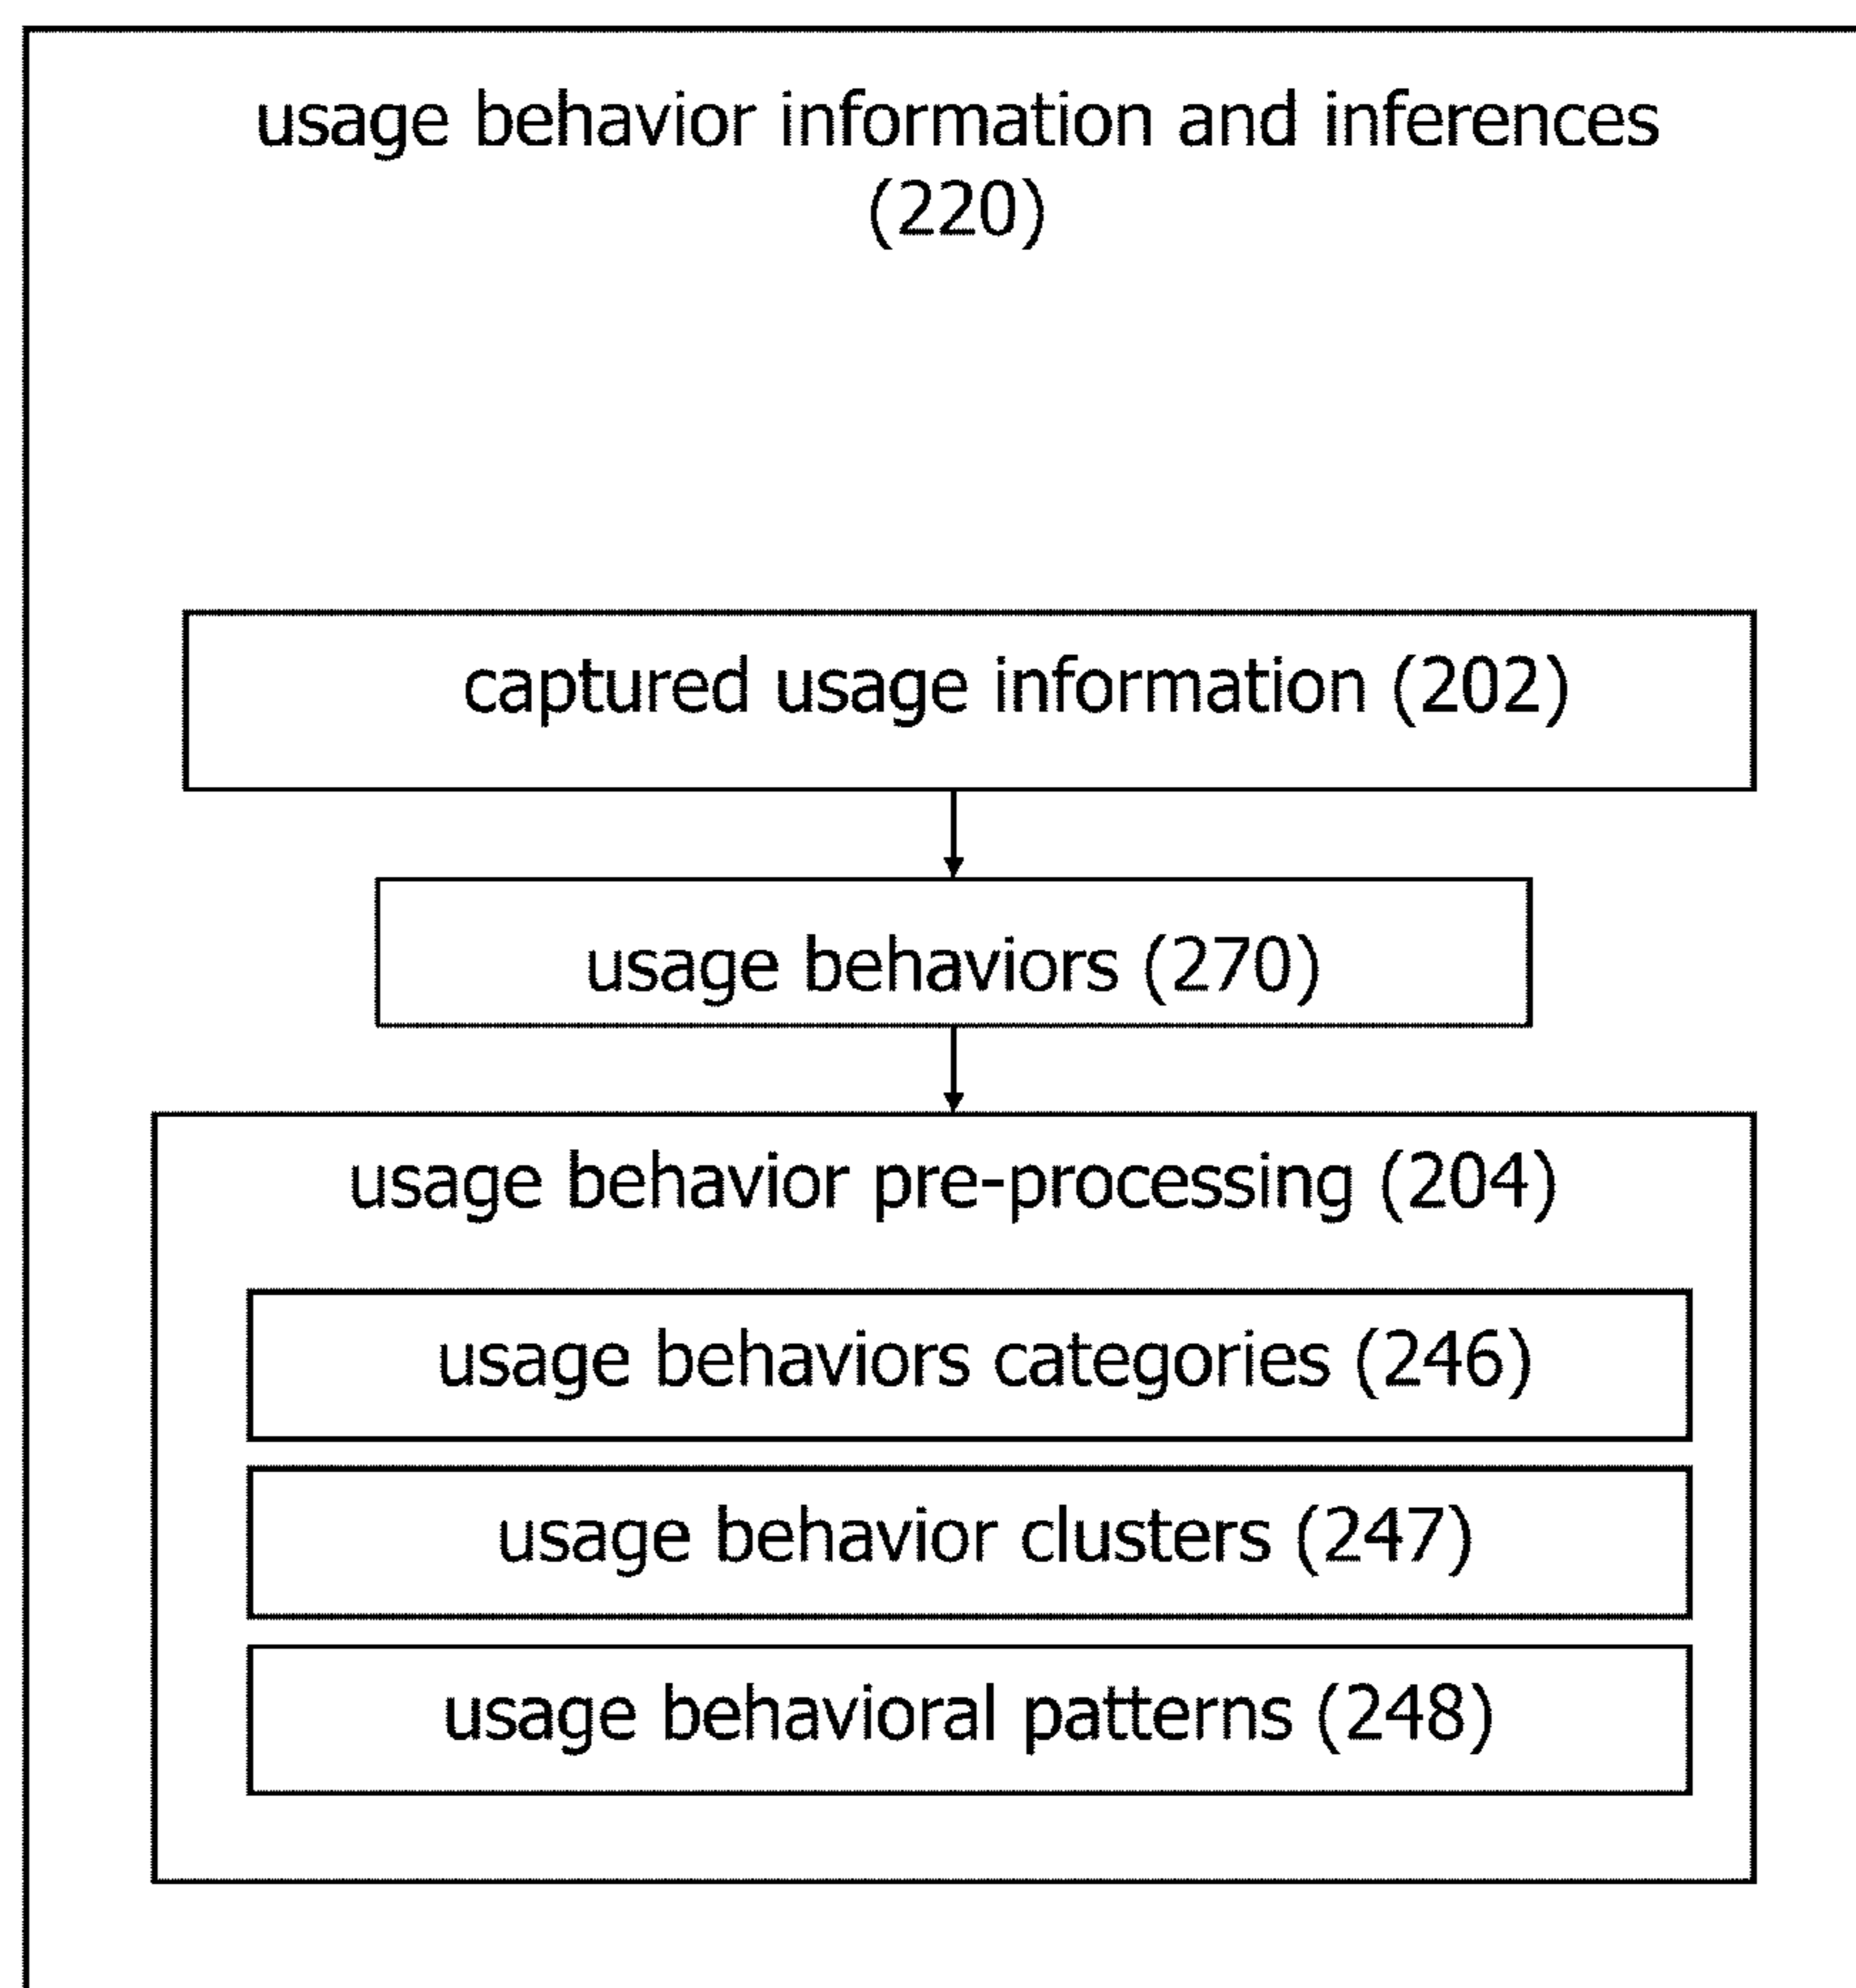 usage behavior information and inferences
(220)
captured usage information (202)
usage behaviors (270)
usage behavior pre-processing (204)
usage behaviors categories (246)
usage behavior clusters (247)
usage behavioral patterns (248)